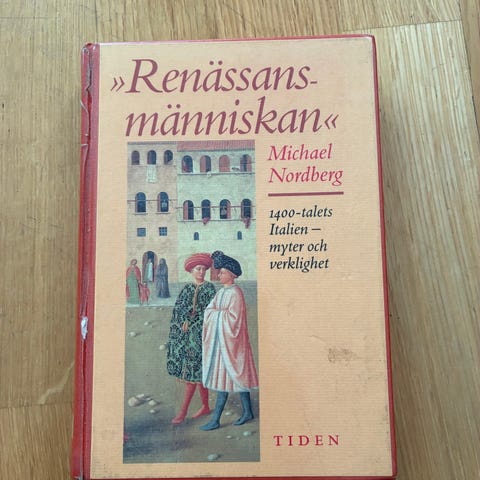 »Renässans-
människan«
Michael
Nordberg
1400-talets
Italien –
myter och
verklighet
TIDEN